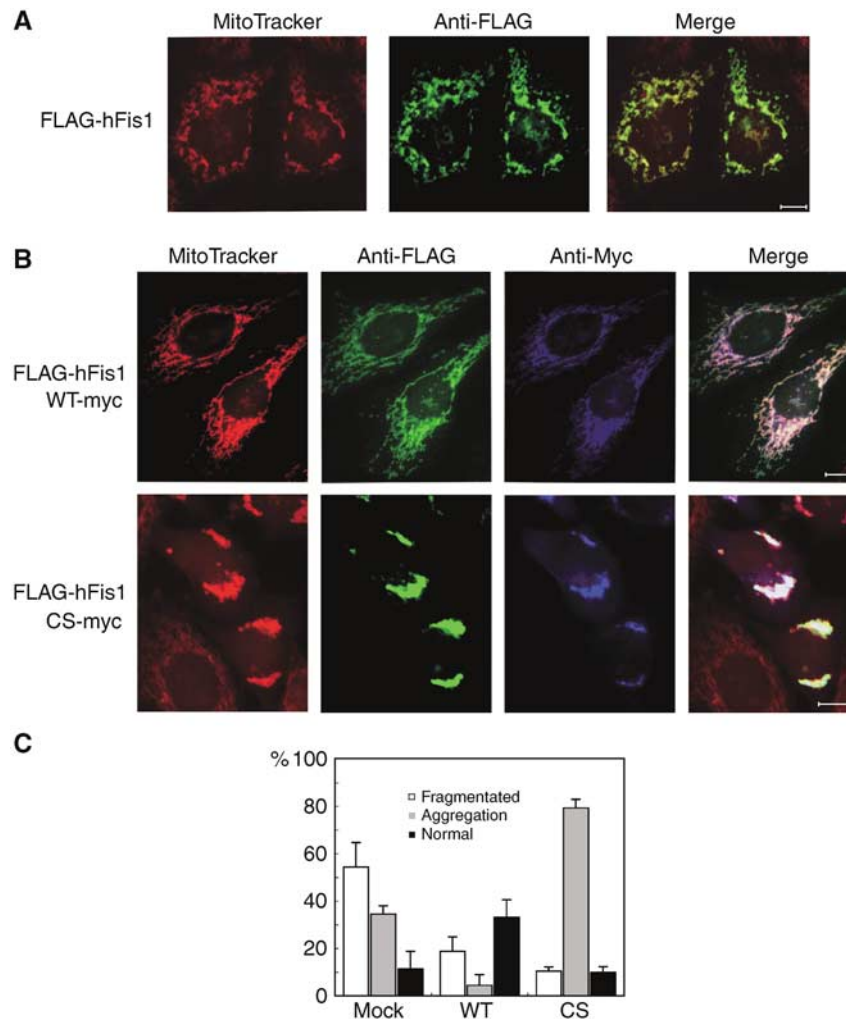 A
MitoTracker Anti-FLAG Merge
FLAG-hFis1
B
MitoTracker Anti-FLAG Anti-Myc Merge
FLAG-hFis1
WT-myc
FLAG-hFis1
CS-myc
C
% 100
80
60
40
20
0
Fragmentated
Aggregation
Normal
Mock WT CS